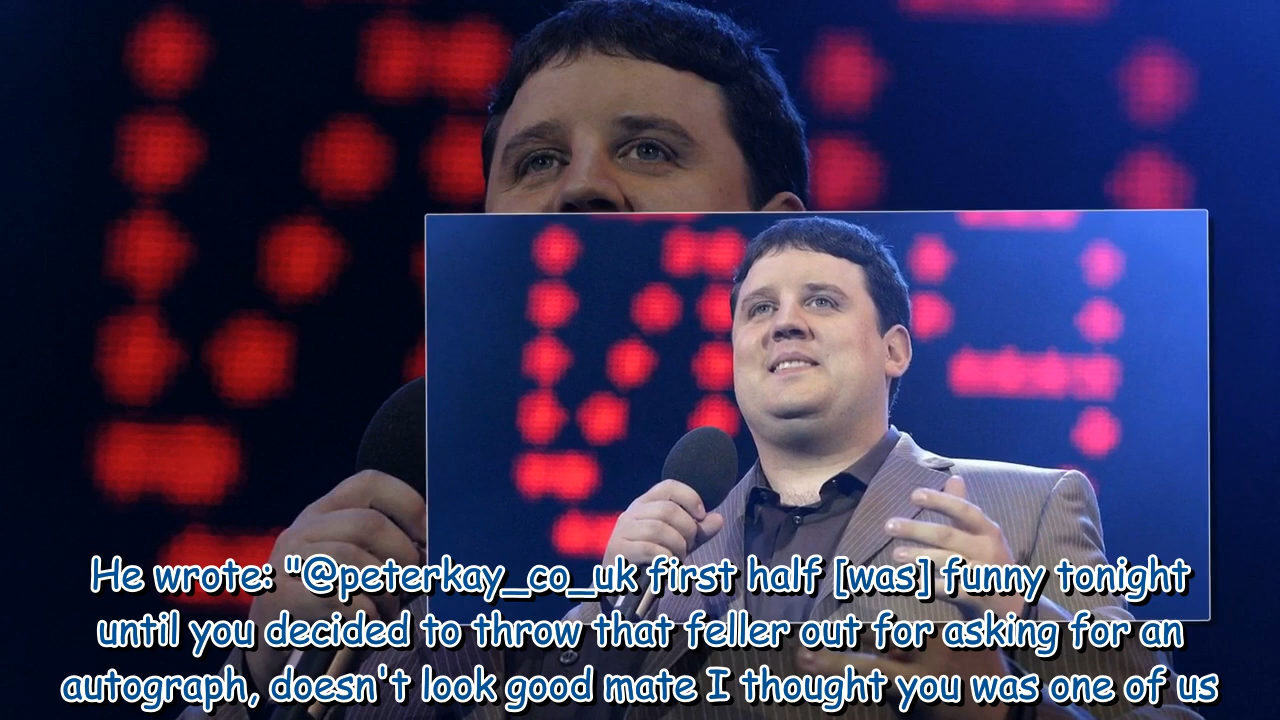 He wrote: "@peterkay_co_uk first half [was] funny tonight
until you decided to throw that feller out for asking for an
autograph, doesn't look good mate I thought you was one of us